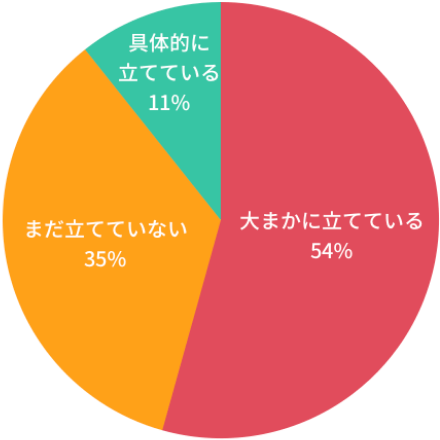 具体的に
立てている
11%
大まかに立てている
54%
まだ立てていない
35%